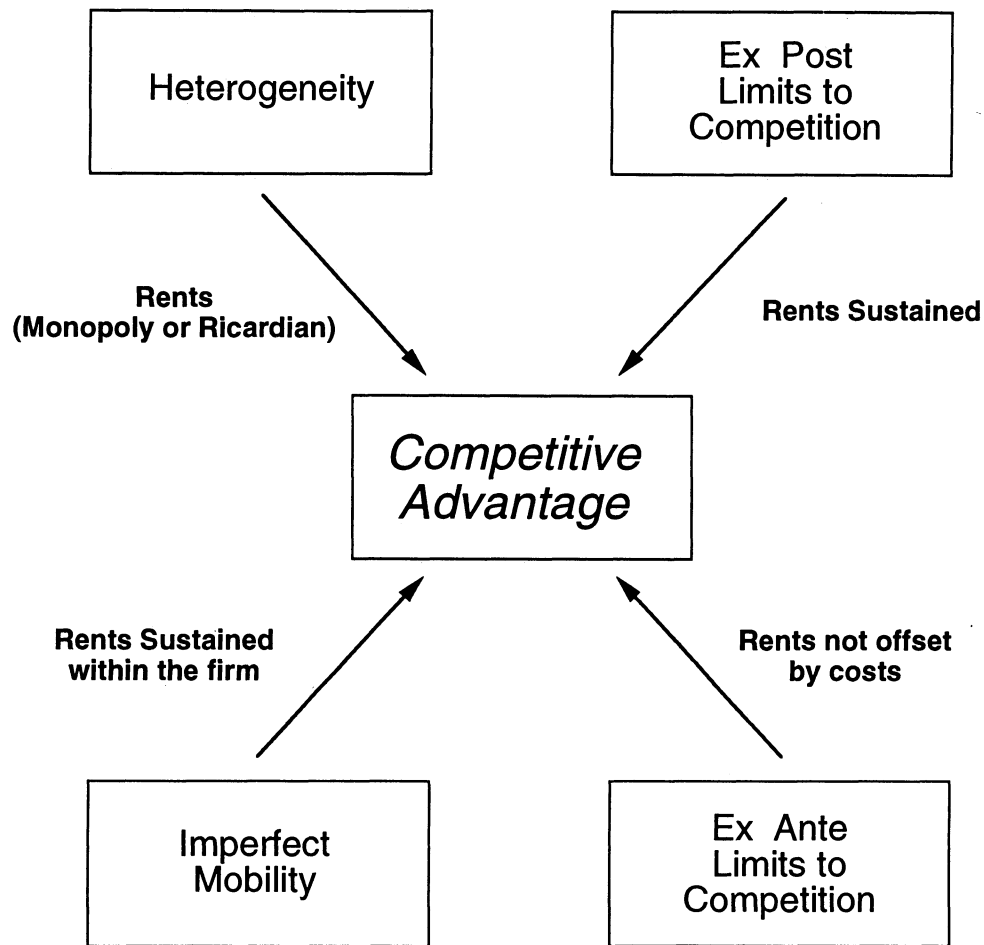 Heterogeneity
Ex Post
Limits to
Competition
Rents
(Monopoly or Ricardian)
Rents Sustained
Competitive
Advantage
Rents Sustained
within the firm
Rents not offset
by costs
Imperfect
Mobility
Ex Ante
Limits to
Competition